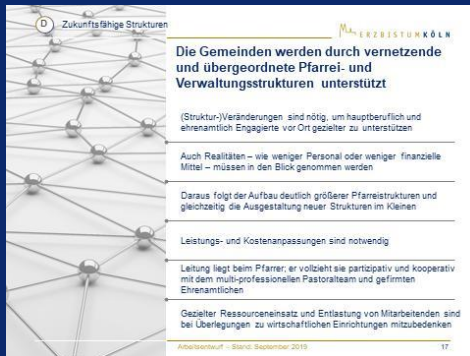 D Zukunftsfähige Strukturen
ERZBISTUMKÖLN
Die Gemeinden werden durch vernetzende
und übergeordnete Pfarrei- und
Verwaltungsstrukturen unterstützt
(Struktur-)Veränderungen sind nötig, um hauptberuflich und
ehrenamtlich Engagierte vor Ort gezielter zu unterstützen
Auch Realitäten – wie weniger Personal oder weniger finanzielle
Mittel – müssen in den Blick genommen werden
Daraus folgt der Aufbau deutlich größerer Pfarreistrukturen und
gleichzeitig die Ausgestaltung neuer Strukturen im Kleinen
Leistungs- und Kostenanpassungen sind notwendig
Leitung liegt beim Pfarrer; er vollzieht sie partizipativ und kooperativ
mit dem multi-professionellen Pastoralteam und gefirmten
Ehrenamtlichen
Gezielter Ressourceneinsatz und Entlastung von Mitarbeitenden sind
bei Überlegungen zu wirtschaftlichen Einrichtungen mitzubedenken
Arbeitsentwurf – Stand: September 2019 17